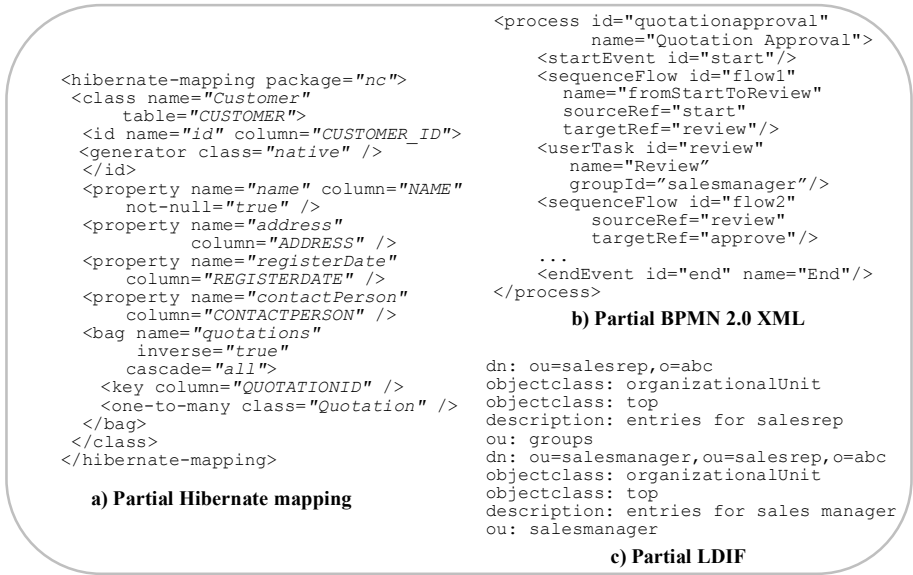 <hibernate-mapping package="nc">
<class name="Customer"
table="CUSTOMER">
<id name="id" column="CUSTOMER_ID">
<generator class="native" />
</id>
<property name="name" column="NAME"
not-null="true" />
<property name="address"
column="ADDRESS" />
<property name="registerDate"
column="REGISTERDATE" />
<property name="contactPerson"
column="CONTACTPERSON" />
<bag name="quotations"
inverse="true"
cascade="all">
<key column="QUOTATIONID" />
<one-to-many class="Quotation" />
</bag>
</class>
</hibernate-mapping>
a) Partial Hibernate mapping
<process id="quotationapproval"
name="Quotation Approval">
<startEvent id="start"/>
<sequenceFlow id="flow1"
name="fromStartToReview"
sourceRef="start"
targetRef="review"/>
<userTask id="review"
name="Review”
groupId=”salesmanager”/>
<sequenceFlow id="flow2"
sourceRef="review"
targetRef="approve"/>
...
<endEvent id="end" name="End"/>
</process>
b) Partial BPMN 2.0 XML
dn: ou=salesrep,o=abc
objectclass: organizationalUnit
objectclass: top
description: entries for salesrep
ou: groups
dn: ou=salesmanager,ou=salesrep,o=abc
objectclass: organizationalUnit
objectclass: top
description: entries for sales manager
ou: salesmanager
c) Partial LDIF